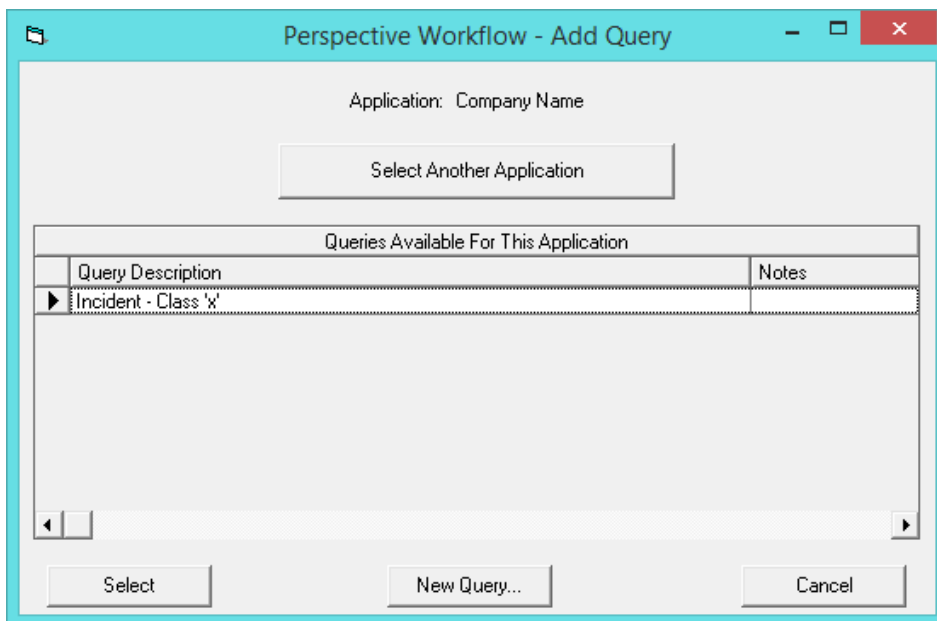 Perspective Workflow - Add Query
Application: Company Name
Select Another Application
Queries Available For This Application
Query Description Notes
Incident - Class 'x'
Select New Query... Cancel